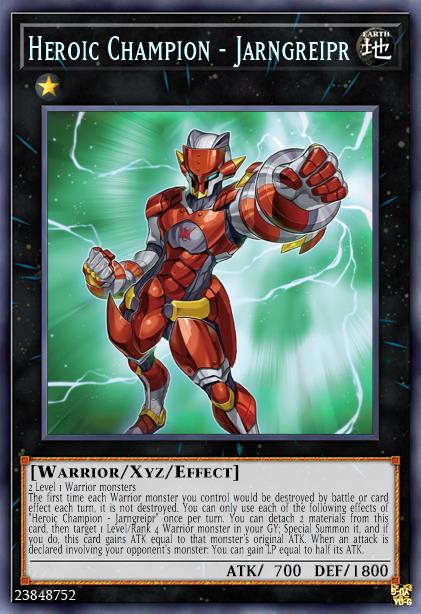 Heroic Champion - Jarngreipr
EARTH
地
[Warrior/Xyz/Effect]
2 Level 1 Warrior monsters
The first time each Warrior monster you control would be destroyed by battle or card
effect each turn, it is not destroyed. You can only use each of the following effects of
"Heroic Champion - Jarngreipr" once per turn. You can detach 2 materials from this
card, then target 1 Level/Rank 4 Warrior monster in your GY; Special Summon it, and if
you do, this card gains ATK equal to that monster's original ATK. When an attack is
declared involving your opponent's monster: You can gain LP equal to half its ATK.
ATK/ 700 DEF/1800
23848752